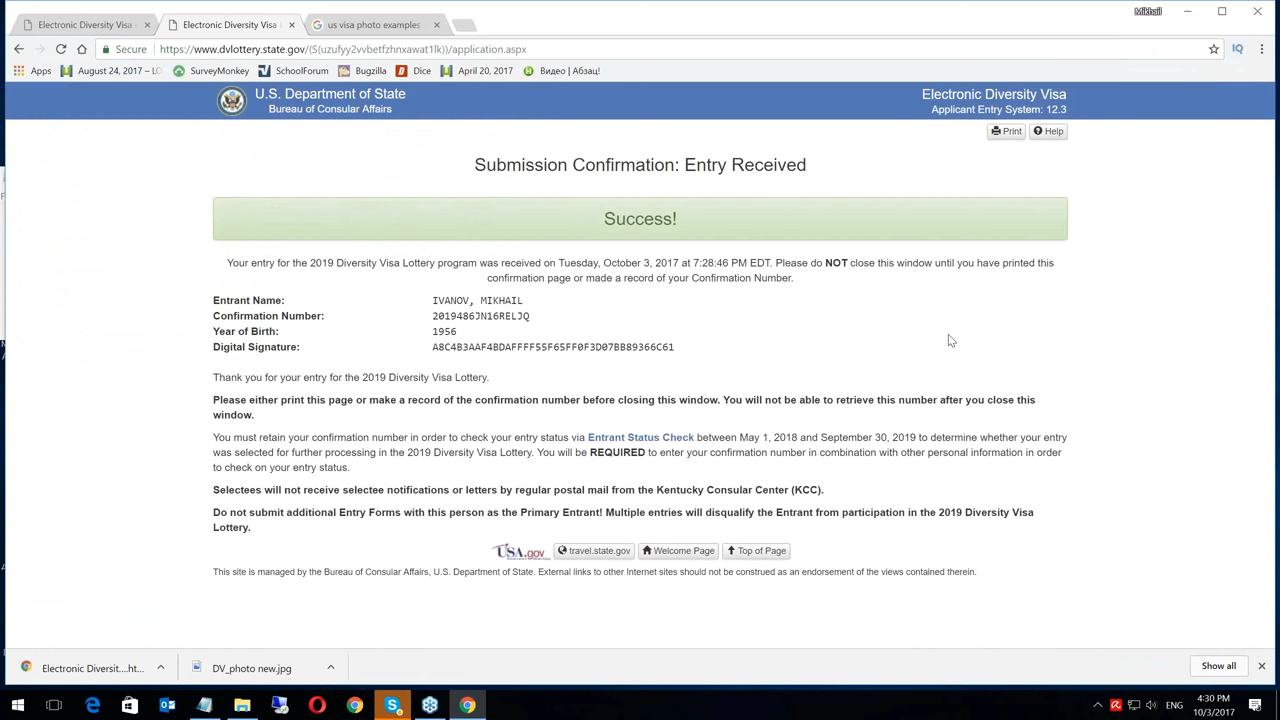 Mikhail
Electronic Diversity Visa
Electronic Diversity Visa
us visa photo examples
Secure
https://www.dvlottery.state.gov/(S(uzufyy2vvbetfzhnxawat1lk))/application.aspx
IQ
Apps
August 24, 2017 – LO
SurveyMonkey
SchoolForum
Bugzilla
Dice
April 20, 2017
Видео | Абзац!
U.S. Department of State
Bureau of Consular Affairs
Electronic Diversity Visa
Applicant Entry System: 12.3
Print
Help
Submission Confirmation: Entry Received
Success!
Your entry for the 2019 Diversity Visa Lottery program was received on Tuesday, October 3, 2017 at 7:28:46 PM EDT. Please do NOT close this window until you have printed this
confirmation page or made a record of your Confirmation Number.
Entrant Name: IVANOV, MIKHAIL
Confirmation Number: 2019486JN16RELJQ
Year of Birth: 1956
Digital Signature: A8C4B3AAF4BDAFFFF55F65FF0F3D07BB89366C61
Thank you for your entry for the 2019 Diversity Visa Lottery.
Please either print this page or make a record of the confirmation number before closing this window. You will not be able to retrieve this number after you close this
window.
You must retain your confirmation number in order to check your entry status via Entrant Status Check between May 1, 2018 and September 30, 2019 to determine whether your entry
was selected for further processing in the 2019 Diversity Visa Lottery. You will be REQUIRED to enter your confirmation number in combination with other personal information in order
to check on your entry status.
Selectees will not receive selectee notifications or letters by regular postal mail from the Kentucky Consular Center (KCC).
Do not submit additional Entry Forms with this person as the Primary Entrant! Multiple entries will disqualify the Entrant from participation in the 2019 Diversity Visa
Lottery.
USA.gov
travel.state.gov
Welcome Page
Top of Page
This site is managed by the Bureau of Consular Affairs, U.S. Department of State. External links to other Internet sites should not be construed as an endorsement of the views contained therein.
Electronic Diversit....ht...
DV_photo new.jpg
Show all
ENG
4:30 PM
10/3/2017